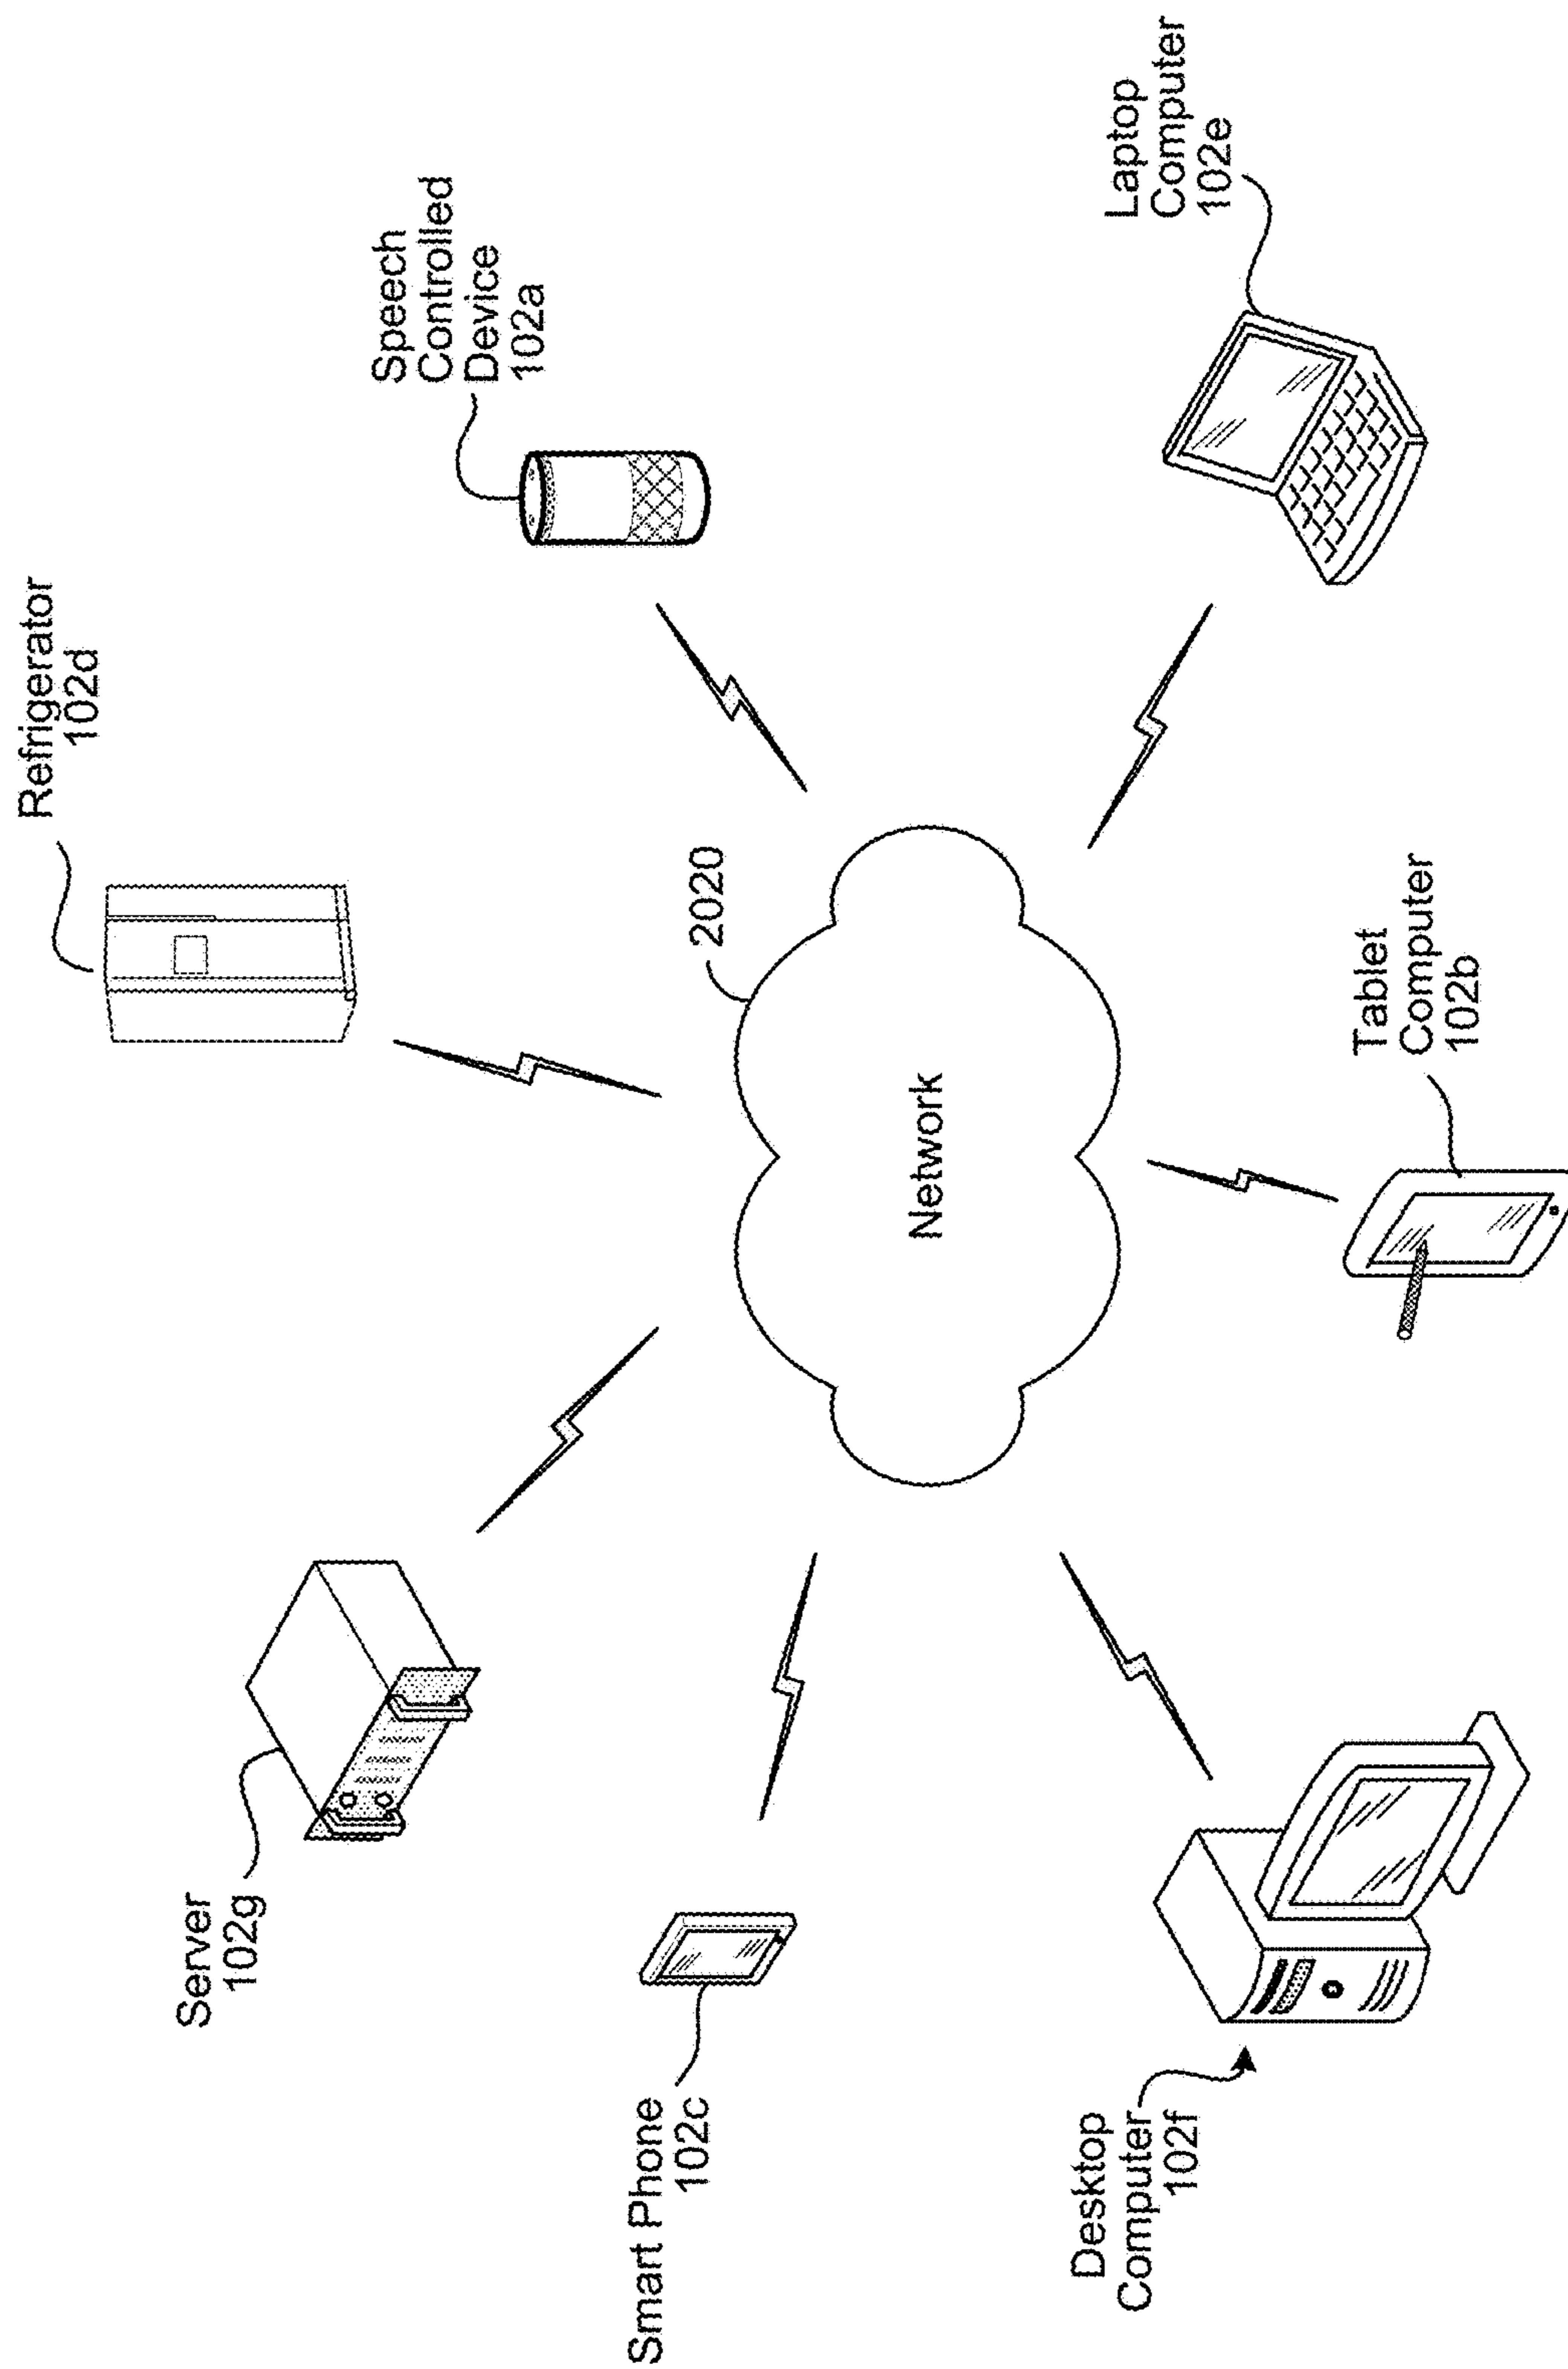 Server
102g
Refrigerator
102d
Speech
Controlled
Device
102a
Smart Phone
102c
2020
Network
Desktop
Computer
102f
Tablet
Computer
102b
Laptop
Computer
102e